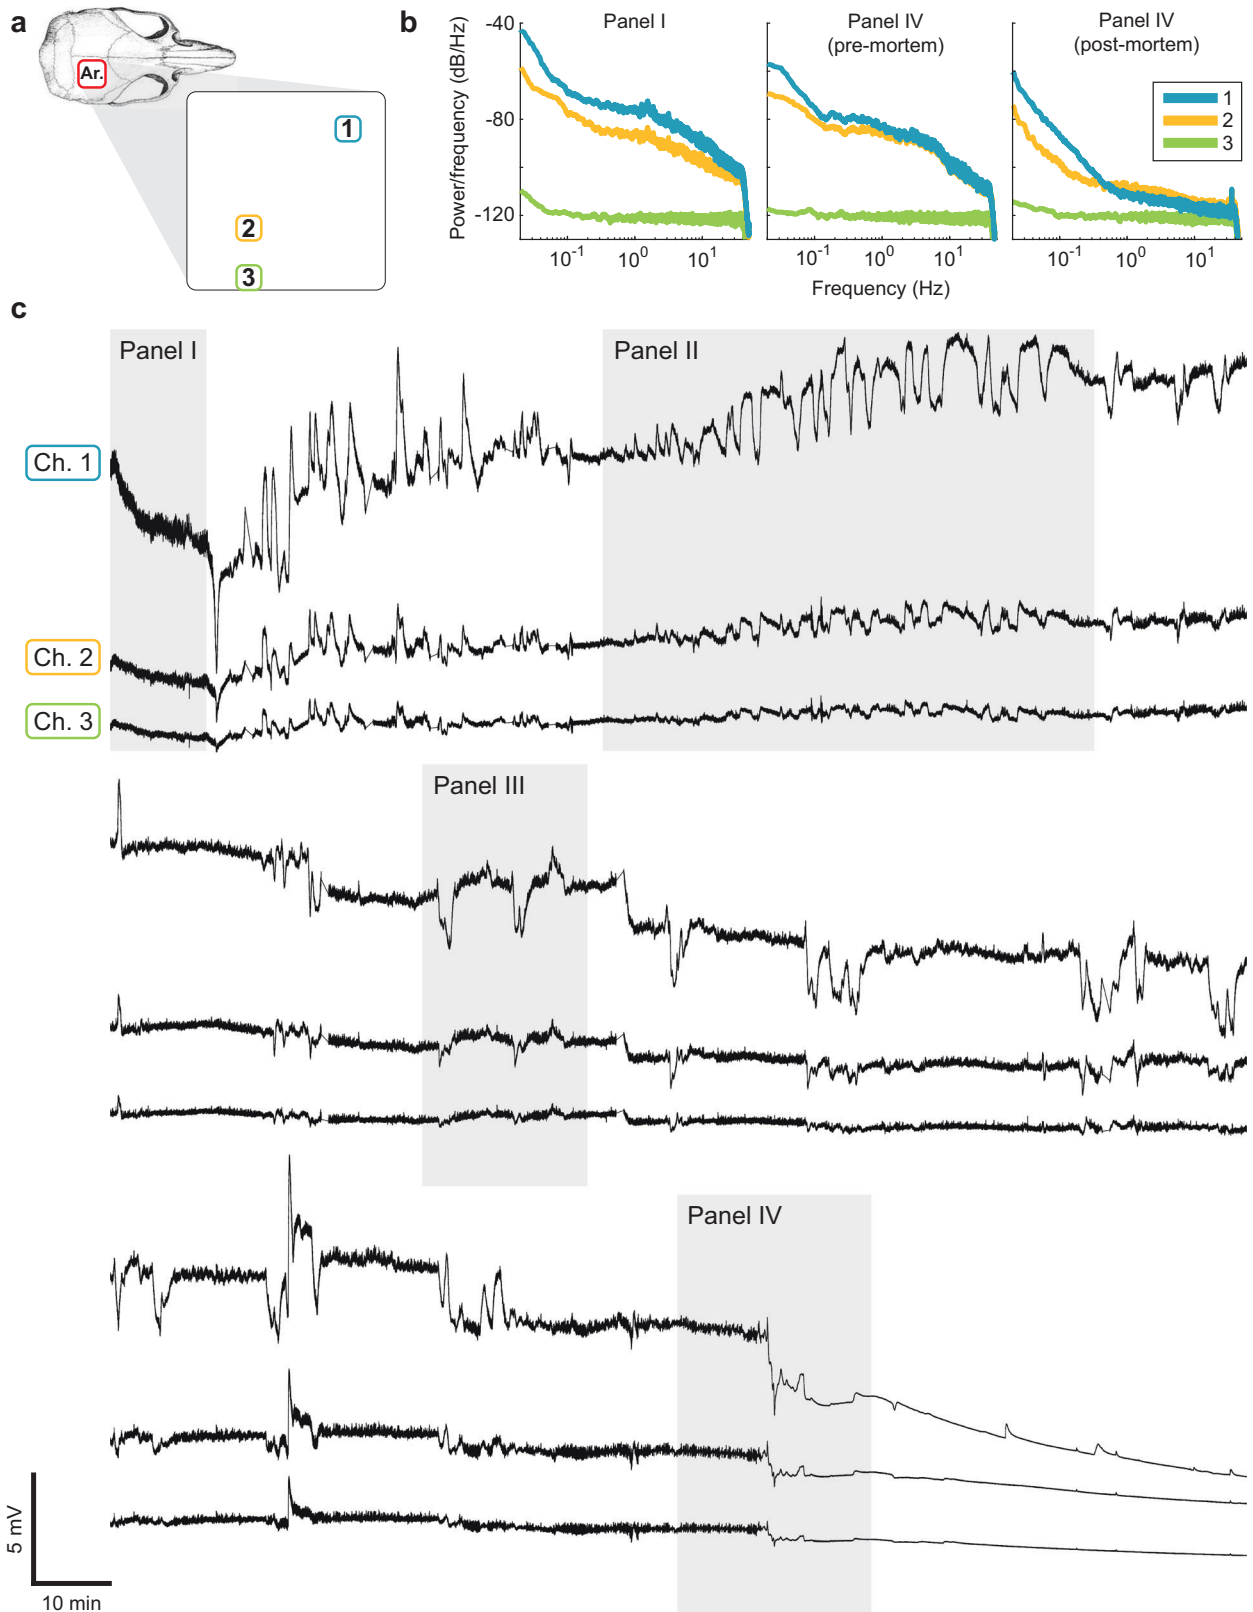 a
Ar.
1
2
3
b
Panel I
Panel IV
(pre-mortem)
Panel IV
(post-mortem)
Power/frequency (dB/Hz)
-40
-80
-120
1
2
3
10⁻¹ 10⁰ 10¹
10⁻¹ 10⁰ 10¹
10⁻¹ 10⁰ 10¹
Frequency (Hz)
c
Panel I
Panel II
Ch. 1
Ch. 2
Ch. 3
Panel III
Panel IV
5 mV
10 min